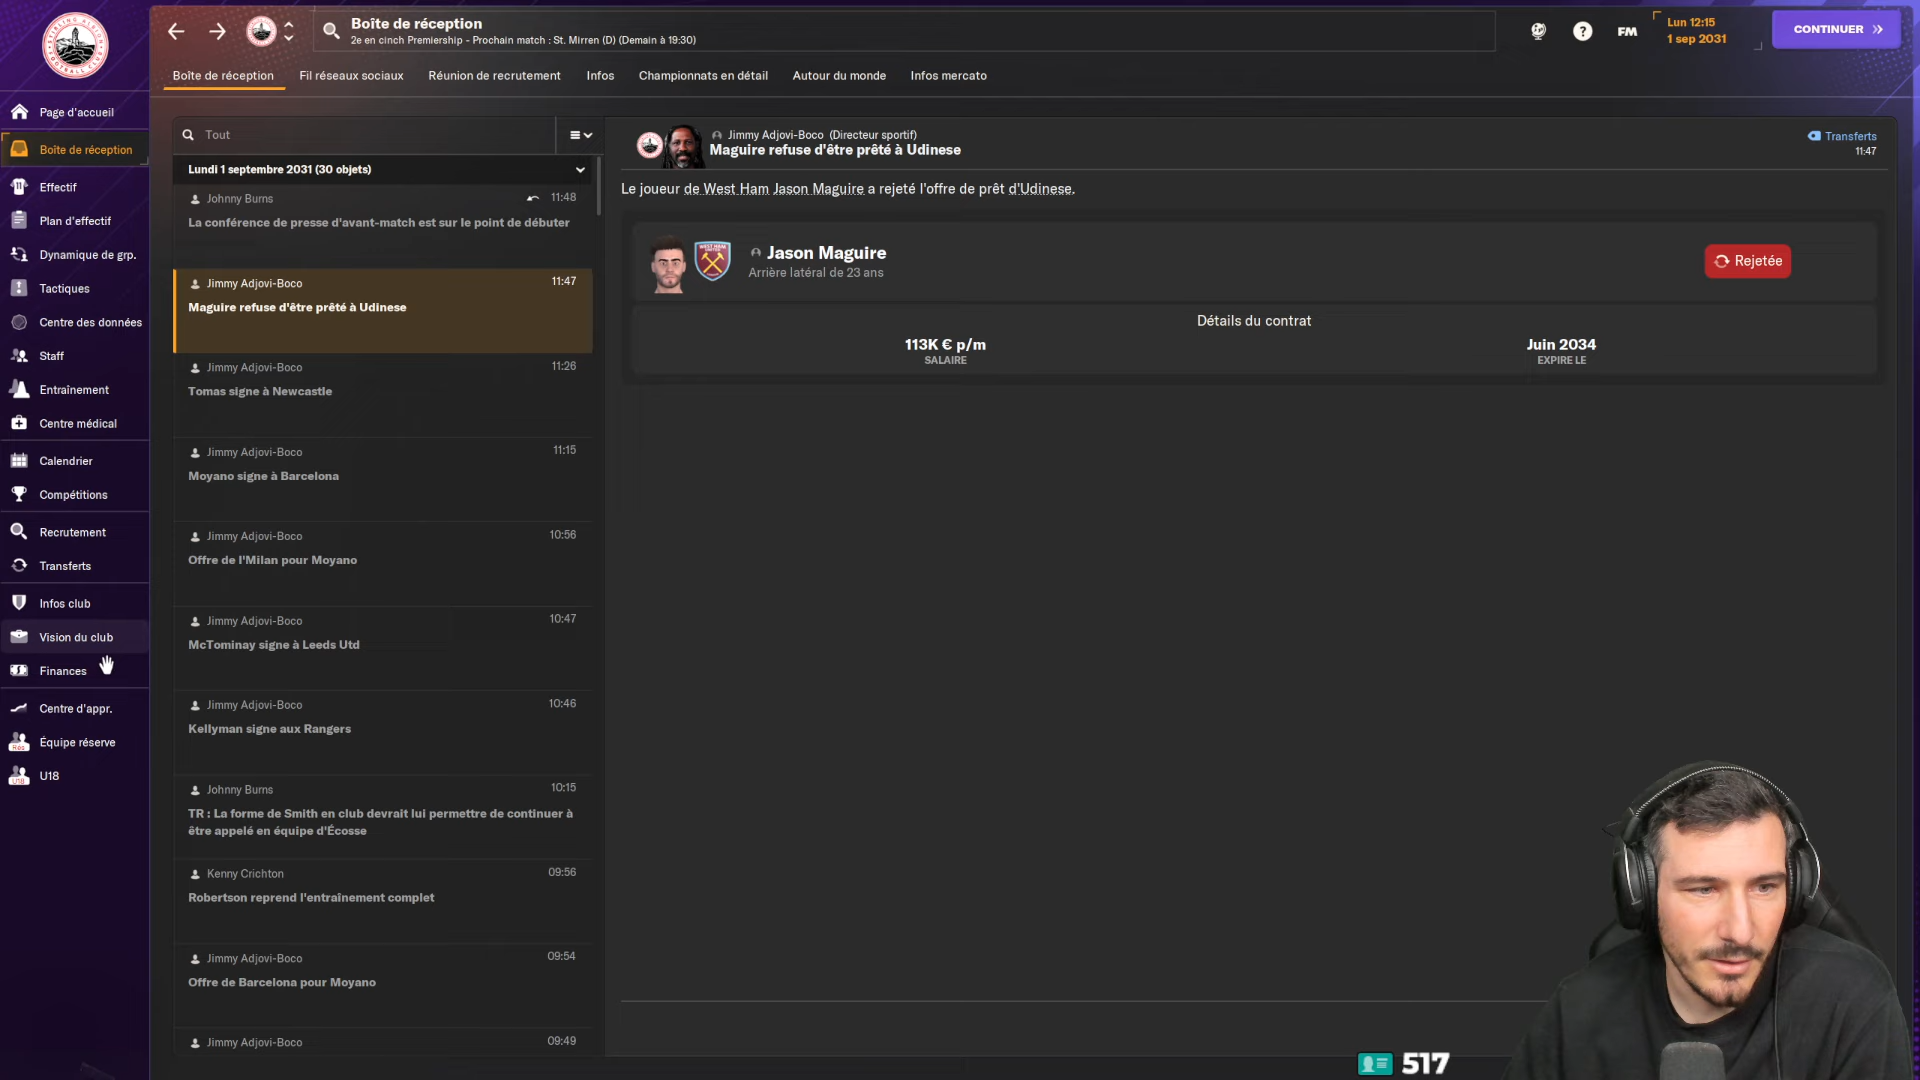 Boîte de réception
2e en cinch Premiership - Prochain match : St. Mirren (D) (Demain à 19:30)
FM
Lun 12:15
1 sep 2031
CONTINUER
Boîte de réception
Fil réseaux sociaux
Réunion de recrutement
Infos
Championnats en détail
Autour du monde
Infos mercato
Page d'accueil
Boîte de réception
Effectif
Plan d'effectif
Dynamique de grp.
Tactiques
Centre des données
Staff
Entraînement
Centre médical
Calendrier
Compétitions
Recrutement
Transferts
Infos club
Vision du club
Finances
Centre d'appr.
Équipe réserve
U18
Tout
Lundi 1 septembre 2031 (30 objets)
Johnny Burns 11:48
La conférence de presse d'avant-match est sur le point de débuter
Jimmy Adjovi-Boco 11:47
Maguire refuse d'être prêté à Udinese
Jimmy Adjovi-Boco 11:26
Tomas signe à Newcastle
Jimmy Adjovi-Boco 11:15
Moyano signe à Barcelona
Jimmy Adjovi-Boco 10:56
Offre de l'Milan pour Moyano
Jimmy Adjovi-Boco 10:47
McTominay signe à Leeds Utd
Jimmy Adjovi-Boco 10:46
Kellyman signe aux Rangers
Johnny Burns 10:15
TR : La forme de Smith en club devrait lui permettre de continuer à
être appelé en équipe d'Écosse
Kenny Crichton 09:56
Robertson reprend l'entraînement complet
Jimmy Adjovi-Boco 09:54
Offre de Barcelona pour Moyano
Jimmy Adjovi-Boco 09:49
Jimmy Adjovi-Boco (Directeur sportif)
Maguire refuse d'être prêté à Udinese
Transferts
11:47
Le joueur de West Ham Jason Maguire a rejeté l'offre de prêt d'Udinese.
Jason Maguire
Arrière latéral de 23 ans
Rejetée
Détails du contrat
113K € p/m
SALAIRE
Juin 2034
EXPIRE LE
517